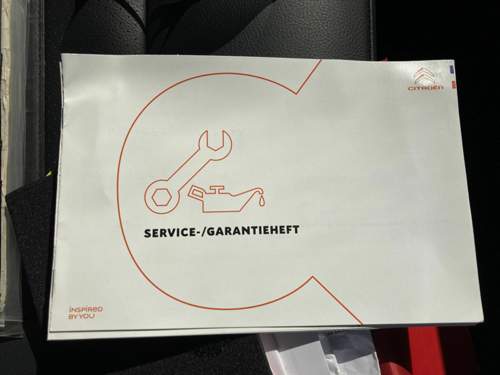 CITROËN
SERVICE-/GARANTIEHEFT
INSPIRED
BY YOU